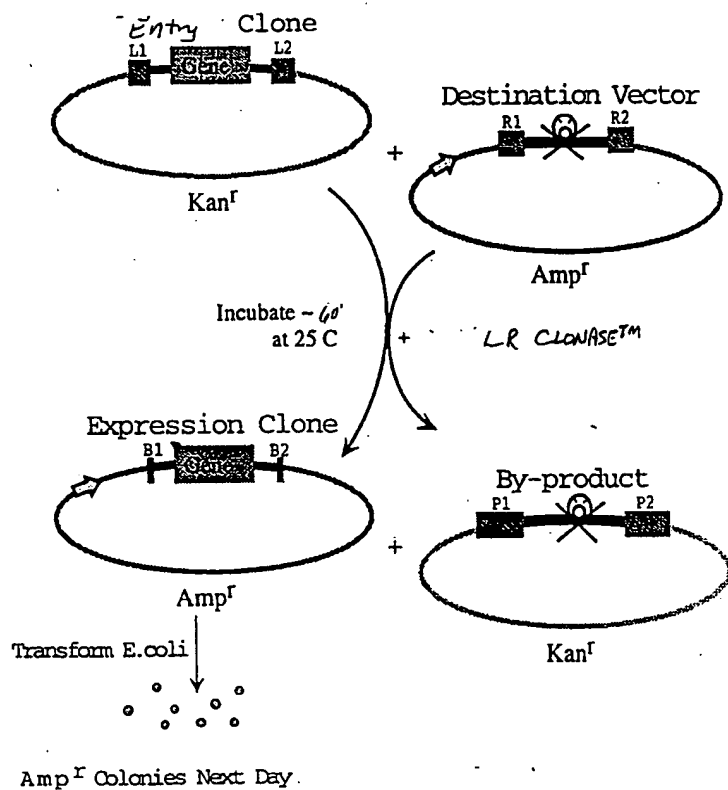 Entry Clone
L1 L2
Gene
Kanʳ
+
Destination Vector
R1 R2
Ampʳ
Incubate ~ 60'
at 25 C
+ LR CLONASE™
Expression Clone
B1 B2
Gene
Ampʳ
+
By-product
P1 P2
Kanʳ
Transform E.coli
Ampʳ Colonies Next Day